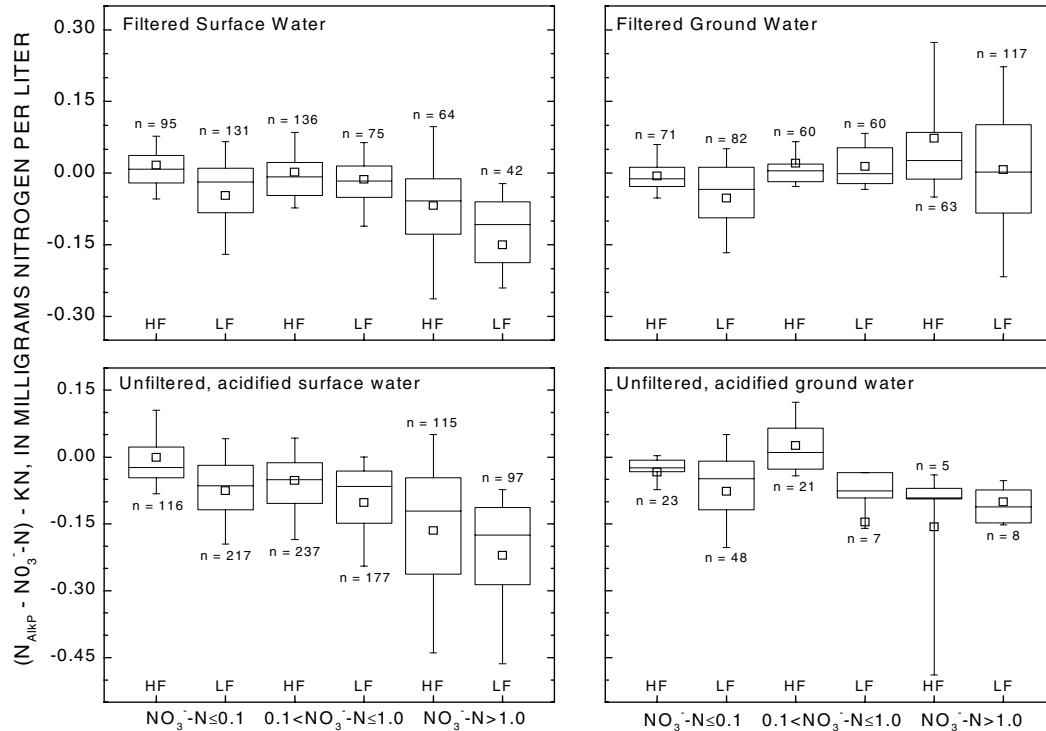 (N_AlkP - N0₃⁻-N) - KN, IN MILLIGRAMS NITROGEN PER LITER
Filtered Surface Water
0.30
0.15
0.00
-0.15
-0.30
n = 95
n = 131
n = 136
n = 75
n = 64
n = 42
HF LF HF LF HF LF
Filtered Ground Water
n = 71
n = 82
n = 60
n = 60
n = 63
n = 117
HF LF HF LF HF LF
Unfiltered, acidified surface water
0.15
0.00
-0.15
-0.30
-0.45
n = 116
n = 217
n = 237
n = 177
n = 115
n = 97
HF LF HF LF HF LF
NO₃⁻-N≤0.1 0.1<NO₃⁻-N≤1.0 NO₃⁻-N>1.0
Unfiltered, acidified ground water
n = 23
n = 48
n = 21
n = 7
n = 5
n = 8
HF LF HF LF HF LF
NO₃⁻-N≤0.1 0.1<NO₃⁻-N≤1.0 NO₃⁻-N>1.0